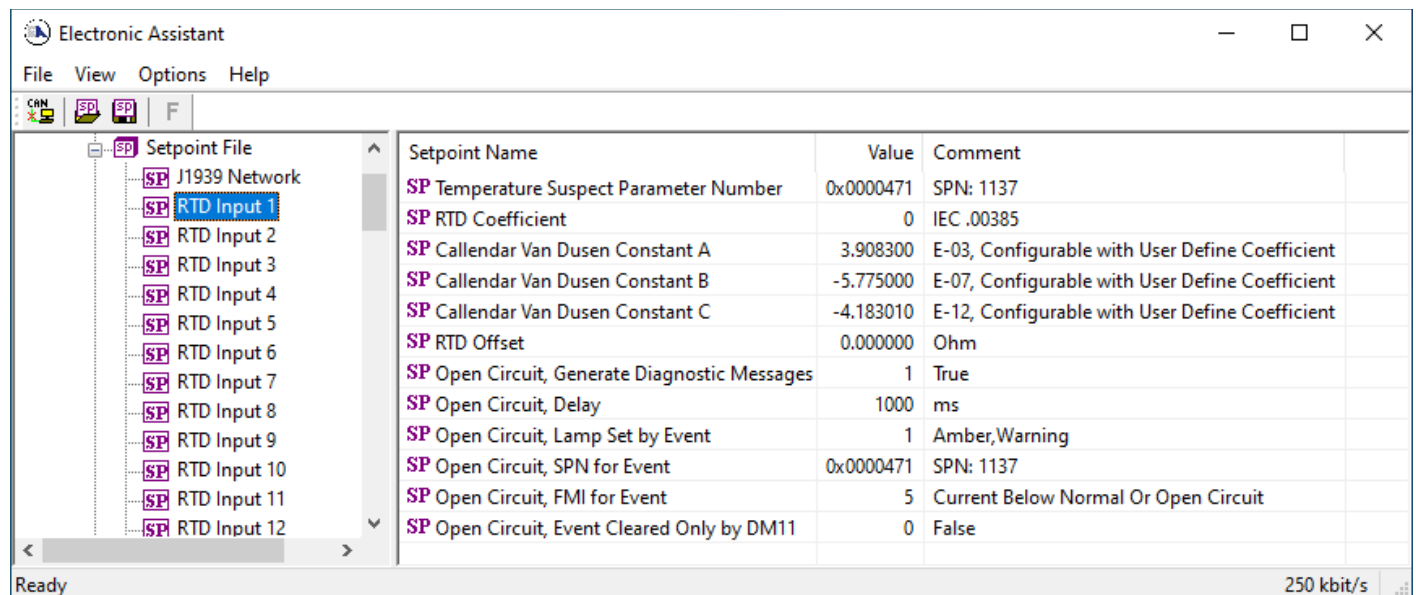 Electronic Assistant
File View Options Help
CAN SP SP F
SP Setpoint File
SP J1939 Network
SP RTD Input 1
SP RTD Input 2
SP RTD Input 3
SP RTD Input 4
SP RTD Input 5
SP RTD Input 6
SP RTD Input 7
SP RTD Input 8
SP RTD Input 9
SP RTD Input 10
SP RTD Input 11
SP RTD Input 12
Setpoint Name Value Comment
SP Temperature Suspect Parameter Number 0x0000471 SPN: 1137
SP RTD Coefficient 0 IEC .00385
SP Callendar Van Dusen Constant A 3.908300 E-03, Configurable with User Define Coefficient
SP Callendar Van Dusen Constant B -5.775000 E-07, Configurable with User Define Coefficient
SP Callendar Van Dusen Constant C -4.183010 E-12, Configurable with User Define Coefficient
SP RTD Offset 0.000000 Ohm
SP Open Circuit, Generate Diagnostic Messages 1 True
SP Open Circuit, Delay 1000 ms
SP Open Circuit, Lamp Set by Event 1 Amber,Warning
SP Open Circuit, SPN for Event 0x0000471 SPN: 1137
SP Open Circuit, FMI for Event 5 Current Below Normal Or Open Circuit
SP Open Circuit, Event Cleared Only by DM11 0 False
Ready 250 kbit/s